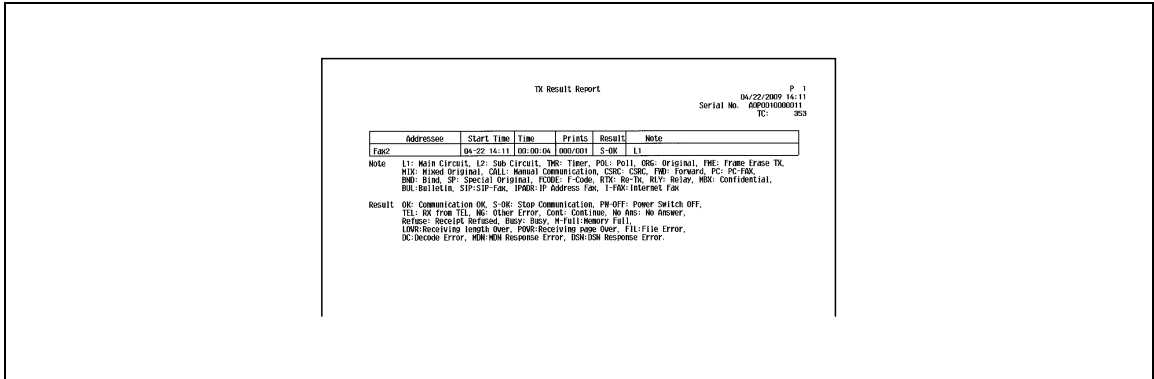 TX Result Report
P 1
04/22/2009 14:11
Serial No. A0P0010000011
TC: 353
Addressee Start Time Time Prints Result Note
Fax2 04-22 14:11 00:00:04 000/001 S-OK L1
Note L1: Main Circuit, L2: Sub Circuit, TMR: Timer, POL: Poll, ORG: Original, FME: Frame Erase TX,
MIX: Mixed Original, CALL: Manual Communication, CSRC: CSRC, FWD: Forward, PC: PC-FAX,
BND: Bind, SP: Special Original, FCODE: F-Code, RTX: Re-Tx, RLY: Relay, MBX: Confidential,
BUL:Bulletin, SIP:SIP-Fax, IPADR:IP Address Fax, I-FAX:Internet Fax
Result OK: Communication OK, S-OK: Stop Communication, PW-OFF: Power Switch OFF,
TEL: RX from TEL, NG: Other Error, Cont: Continue, No Ans: No Answer,
Refuse: Receipt Refused, Busy: Busy, M-Full:Memory Full,
LOVR:Receiving length Over, POVR:Receiving page Over, FIL:File Error,
DC:Decode Error, MDN:MDN Response Error, DSN:DSN Response Error.